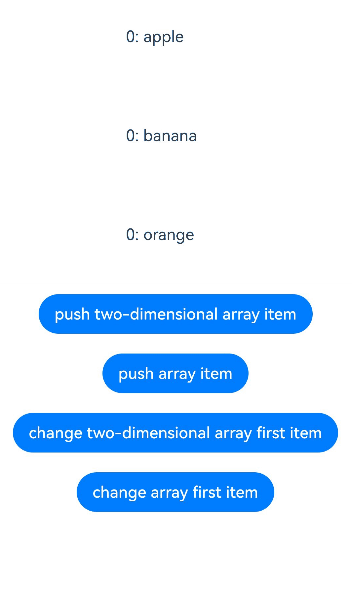 0: apple
0: banana
0: orange
push two-dimensional array item
push array item
change two-dimensional array first item
change array first item